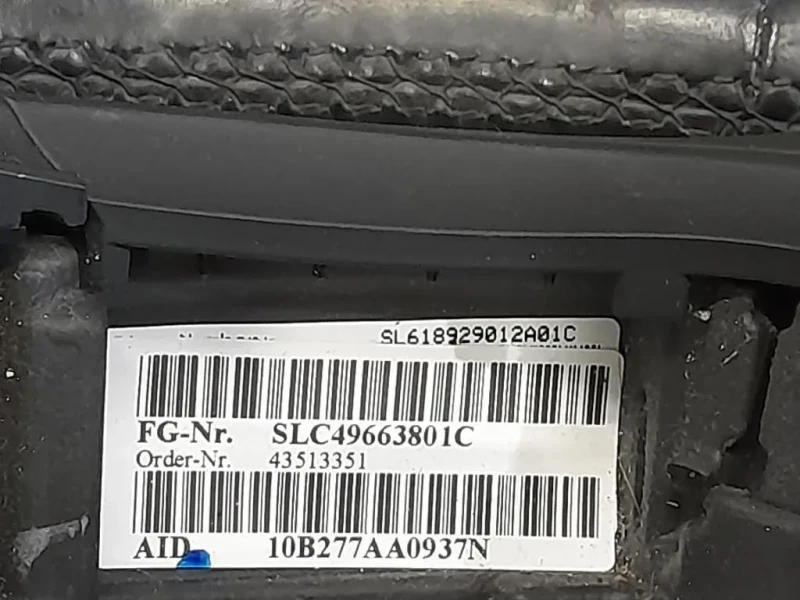 SL618929012A01C
FG-Nr. SLC49663801C
Order-Nr. 43513351
AID 10B277AA0937N